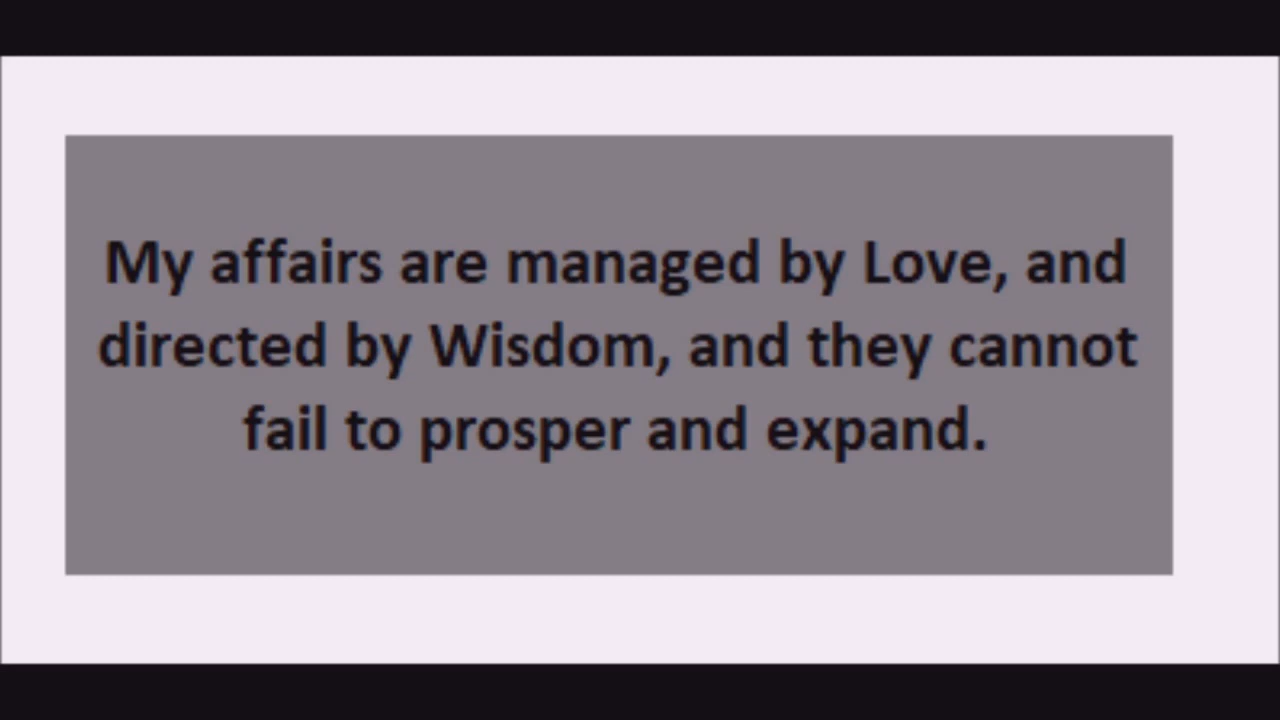 My affairs are managed by Love, and
directed by Wisdom, and they cannot
fail to prosper and expand.